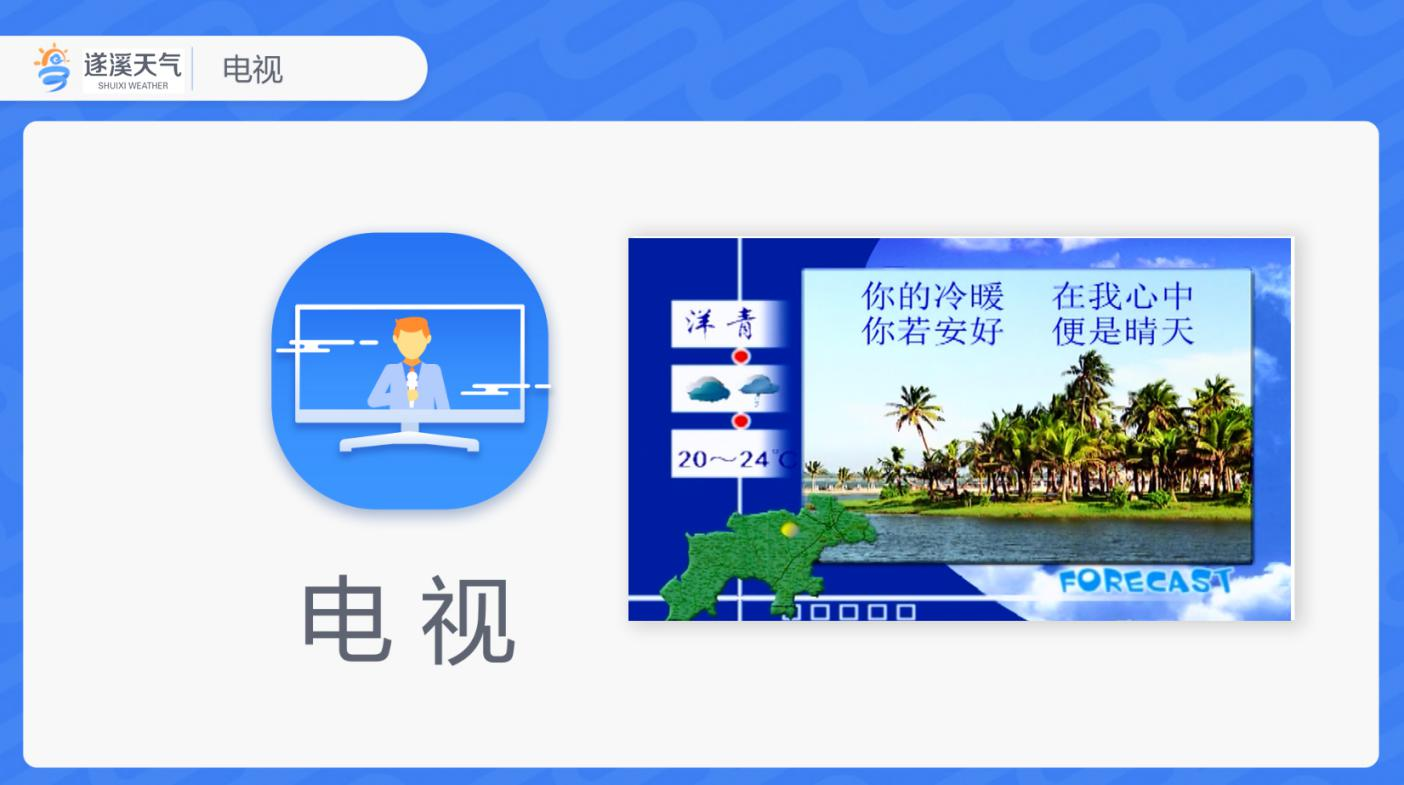 遂溪天气
SHUIXI WEATHER
电视
电视
洋青
20～24℃
你的冷暖 在我心中
你若安好 便是晴天
FORECAST